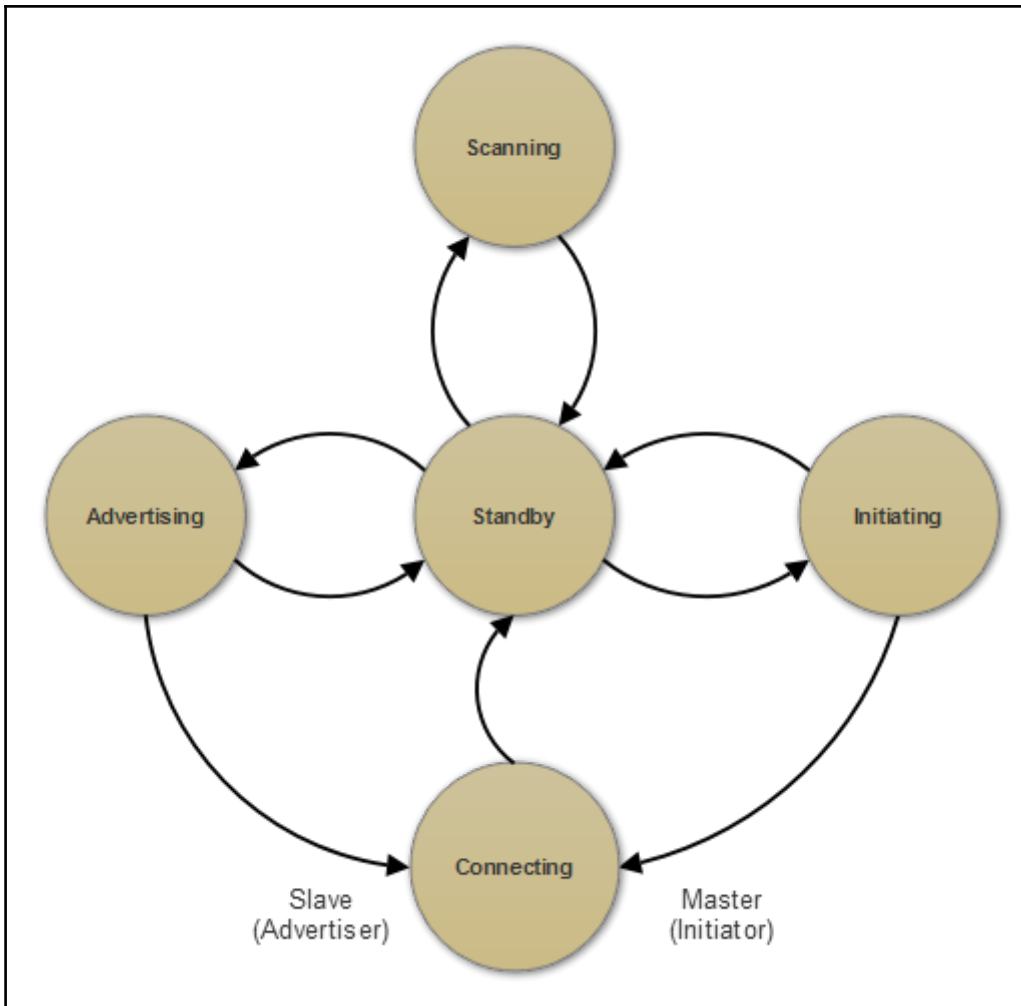 Scanning
Advertising
Standby
Initiating
Connecting
Slave
(Advertiser)
Master
(Initiator)